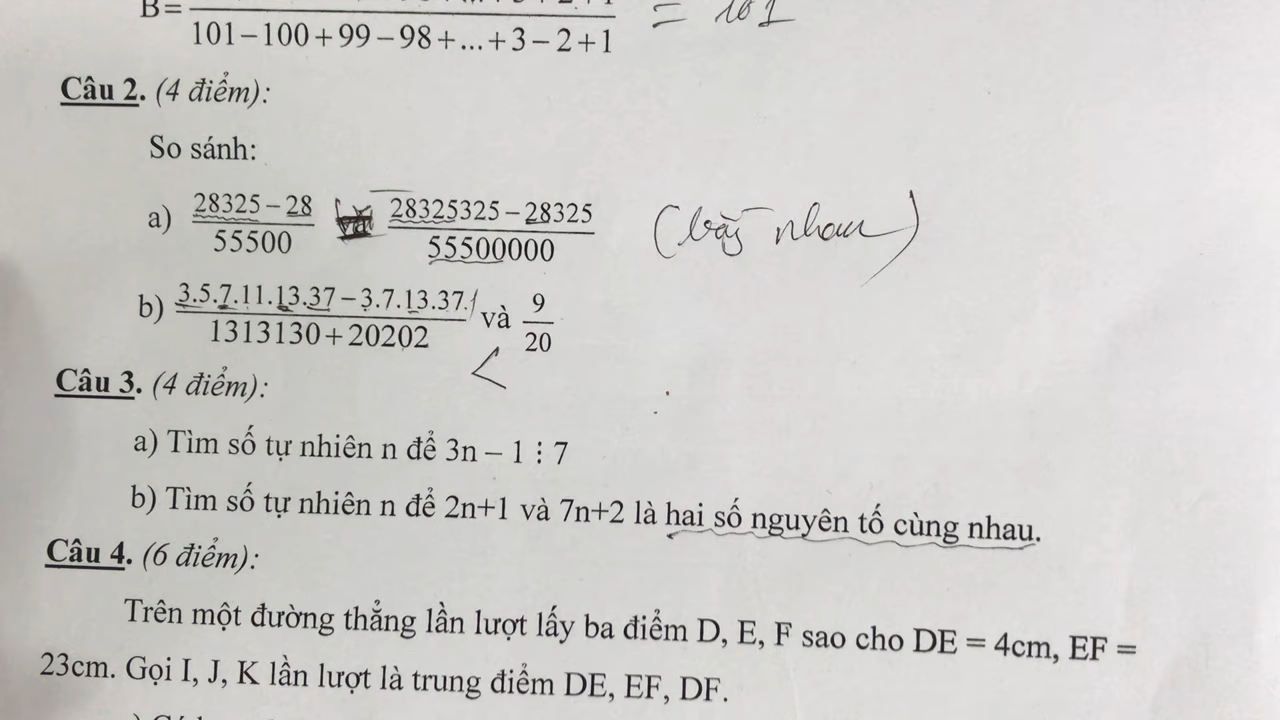 B= = 101
101−100+99−98+...+3−2+1
Câu 2. (4 điểm):
So sánh:
a) 28325−28 / 55500 và 28325325−28325 / 55500000 (bằng nhau)
b) 3.5.7.11.13.37−3.7.13.37.1 / 1313130+20202 và 9/20
<
Câu 3. (4 điểm):
a) Tìm số tự nhiên n để 3n – 1 ⋮ 7
b) Tìm số tự nhiên n để 2n+1 và 7n+2 là hai số nguyên tố cùng nhau.
Câu 4. (6 điểm):
Trên một đường thẳng lần lượt lấy ba điểm D, E, F sao cho DE = 4cm, EF =
23cm. Gọi I, J, K lần lượt là trung điểm DE, EF, DF.